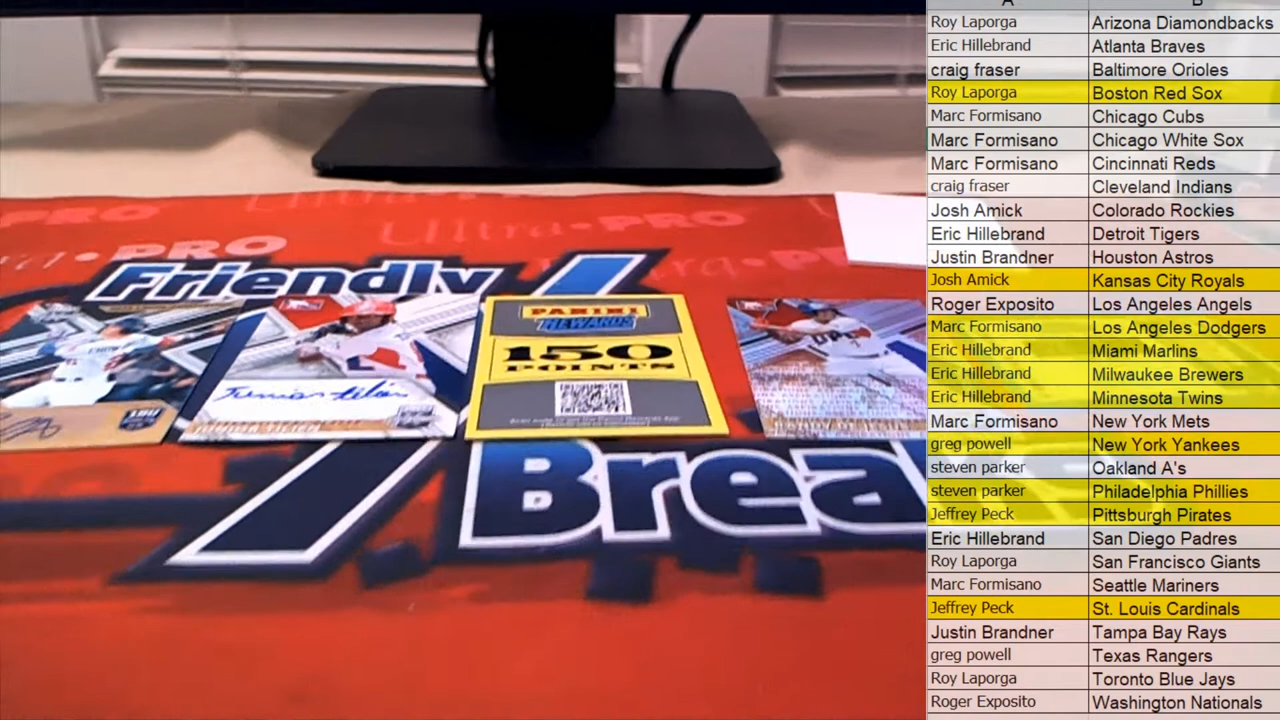 A B
Roy Laporga Arizona Diamondbacks
Eric Hillebrand Atlanta Braves
craig fraser Baltimore Orioles
Roy Laporga Boston Red Sox
Marc Formisano Chicago Cubs
Marc Formisano Chicago White Sox
Marc Formisano Cincinnati Reds
craig fraser Cleveland Indians
Josh Amick Colorado Rockies
Eric Hillebrand Detroit Tigers
Justin Brandner Houston Astros
Josh Amick Kansas City Royals
Roger Exposito Los Angeles Angels
Marc Formisano Los Angeles Dodgers
Eric Hillebrand Miami Marlins
Eric Hillebrand Milwaukee Brewers
Eric Hillebrand Minnesota Twins
Marc Formisano New York Mets
greg powell New York Yankees
steven parker Oakland A's
steven parker Philadelphia Phillies
Jeffrey Peck Pittsburgh Pirates
Eric Hillebrand San Diego Padres
Roy Laporga San Francisco Giants
Marc Formisano Seattle Mariners
Jeffrey Peck St. Louis Cardinals
Justin Brandner Tampa Bay Rays
greg powell Texas Rangers
Roy Laporga Toronto Blue Jays
Roger Exposito Washington Nationals
Ultra PRO
PRO
Friendly
PANINI
REWARDS
150
POINTS
Brea